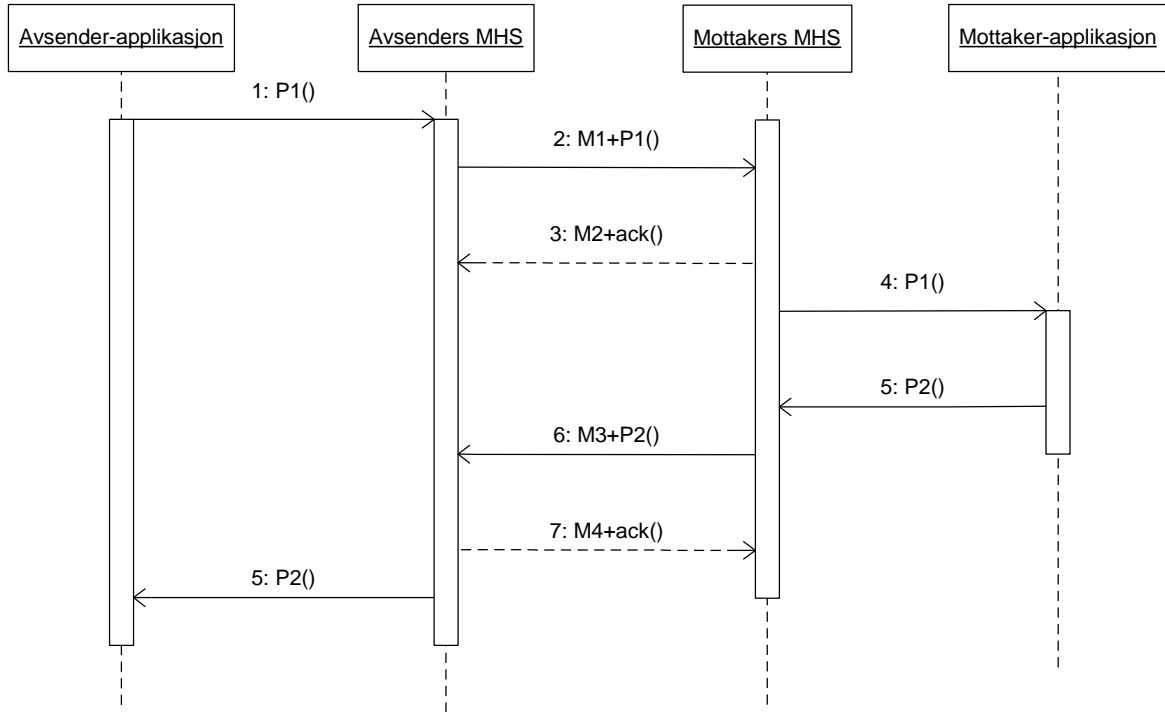 Avsender-applikasjon
Avsenders MHS
Mottakers MHS
Mottaker-applikasjon
1: P1()
2: M1+P1()
3: M2+ack()
4: P1()
5: P2()
6: M3+P2()
7: M4+ack()
5: P2()